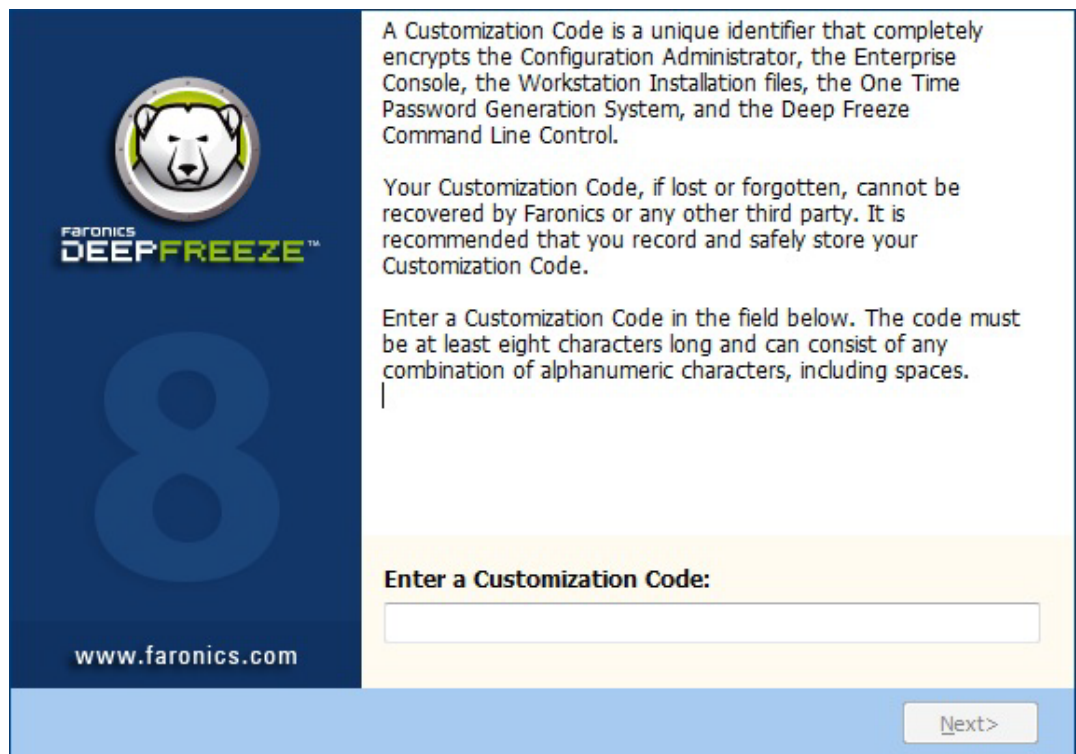 A Customization Code is a unique identifier that completely
encrypts the Configuration Administrator, the Enterprise
Console, the Workstation Installation files, the One Time
Password Generation System, and the Deep Freeze
Command Line Control.
Your Customization Code, if lost or forgotten, cannot be
recovered by Faronics or any other third party. It is
recommended that you record and safely store your
Customization Code.
Enter a Customization Code in the field below. The code must
be at least eight characters long and can consist of any
combination of alphanumeric characters, including spaces.
FARONICS
DEEPFREEZE™
8
Enter a Customization Code:
www.faronics.com
Next>